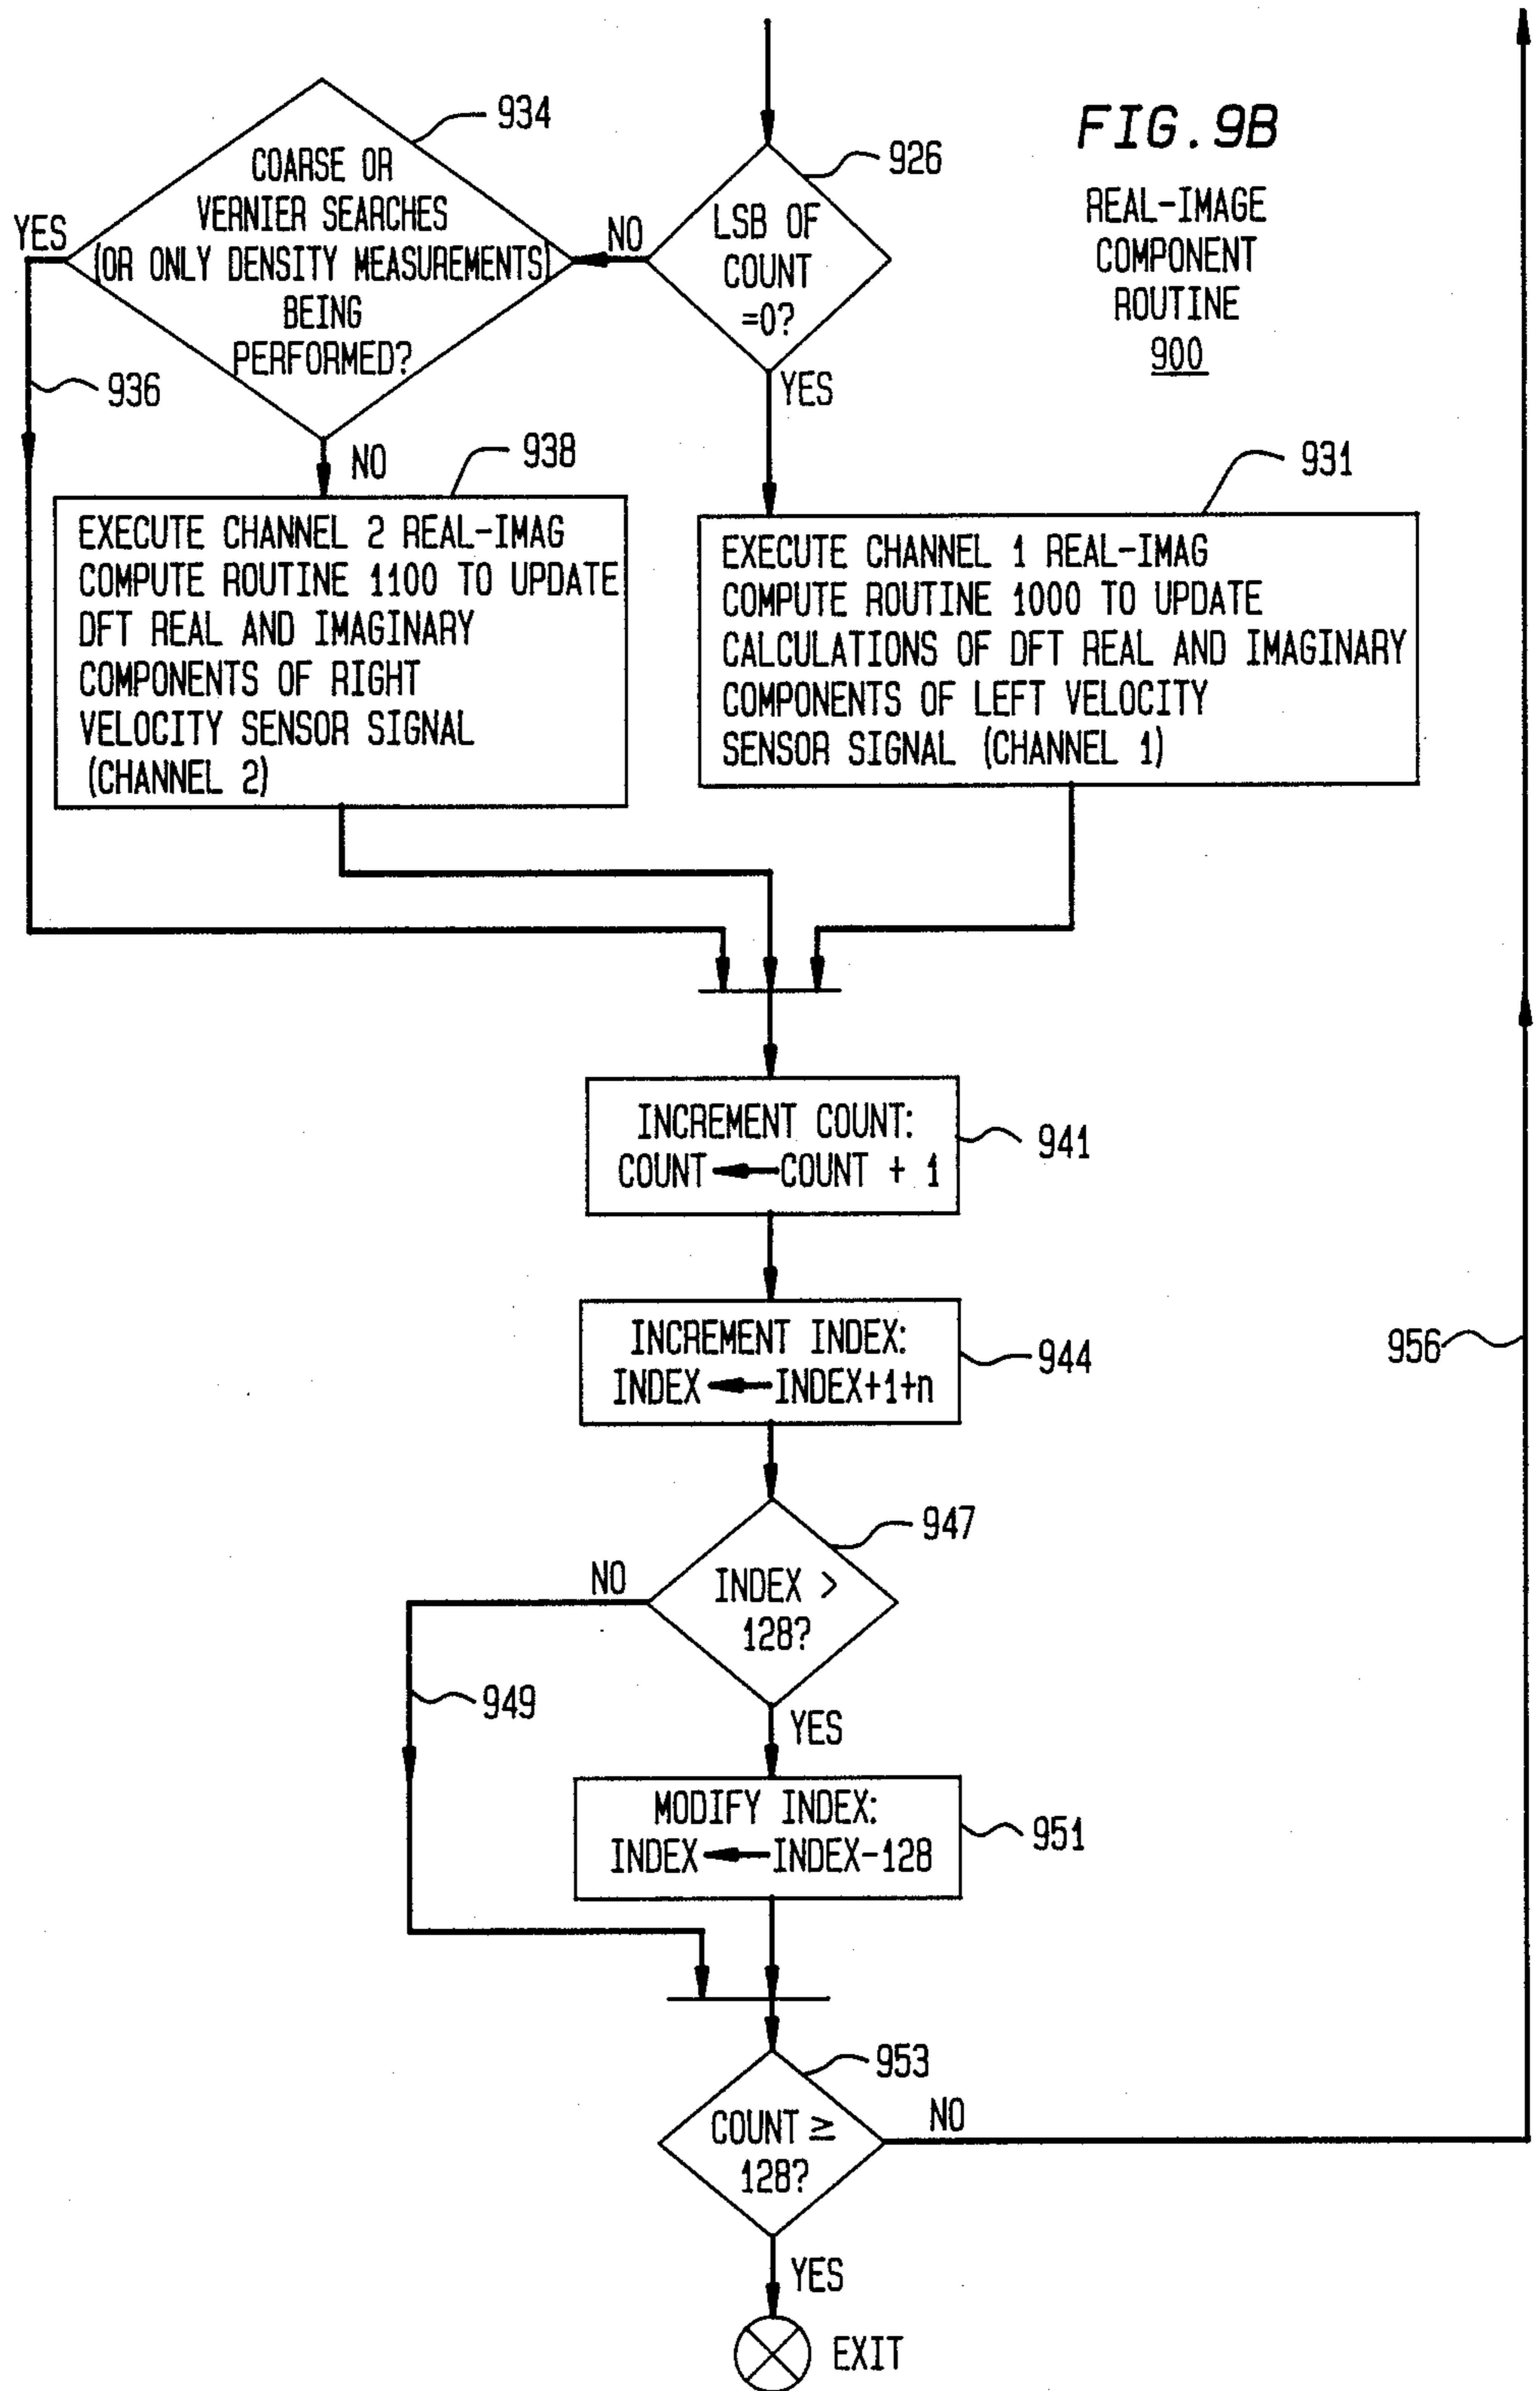 FIG. 9B
REAL-IMAGE
COMPONENT
ROUTINE
900
926
LSB OF
COUNT
=0?
NO
YES
934
COARSE OR
VERNIER SEARCHES
(OR ONLY DENSITY MEASUREMENTS)
BEING
PERFORMED?
YES
936
NO
938
EXECUTE CHANNEL 2 REAL-IMAG
COMPUTE ROUTINE 1100 TO UPDATE
DFT REAL AND IMAGINARY
COMPONENTS OF RIGHT
VELOCITY SENSOR SIGNAL
(CHANNEL 2)
931
EXECUTE CHANNEL 1 REAL-IMAG
COMPUTE ROUTINE 1000 TO UPDATE
CALCULATIONS OF DFT REAL AND IMAGINARY
COMPONENTS OF LEFT VELOCITY
SENSOR SIGNAL (CHANNEL 1)
INCREMENT COUNT:
COUNT ← COUNT + 1
941
INCREMENT INDEX:
INDEX ← INDEX+1+n
944
956
947
INDEX >
128?
NO
949
YES
MODIFY INDEX:
INDEX ← INDEX-128
951
953
COUNT ≥
128?
NO
YES
EXIT